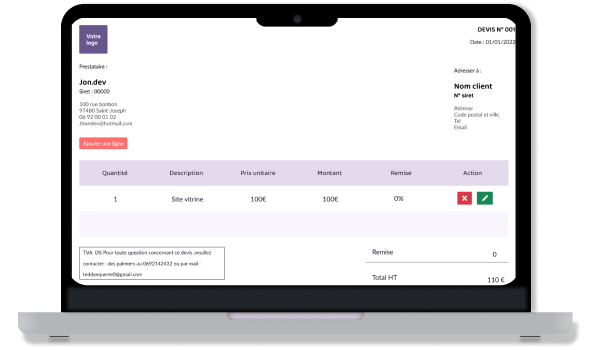 Votre
logo
DEVIS N° 001
Date : 01/01/2022
Prestataire :
Adresser à :
Jon.dev
Siret : 00000
Nom client
N° siret
100 rue bonbon
97480 Saint-Joseph
06 92 00 01 02
Jhondev@hotmail.com
Adresse
Code postal et ville
Tel
Email
Ajouter une ligne
Quantité Description Prix unitaire Montant Remise Action
1 Site vitrine 100€ 100€ 0%
TVA 0% Pour toute question concernant ce devis ,veuillez
contacter : des palmiers au 0692142432 ou par mail :
teddyequerre0@gmail.com
Remise 0
Total HT 110 €